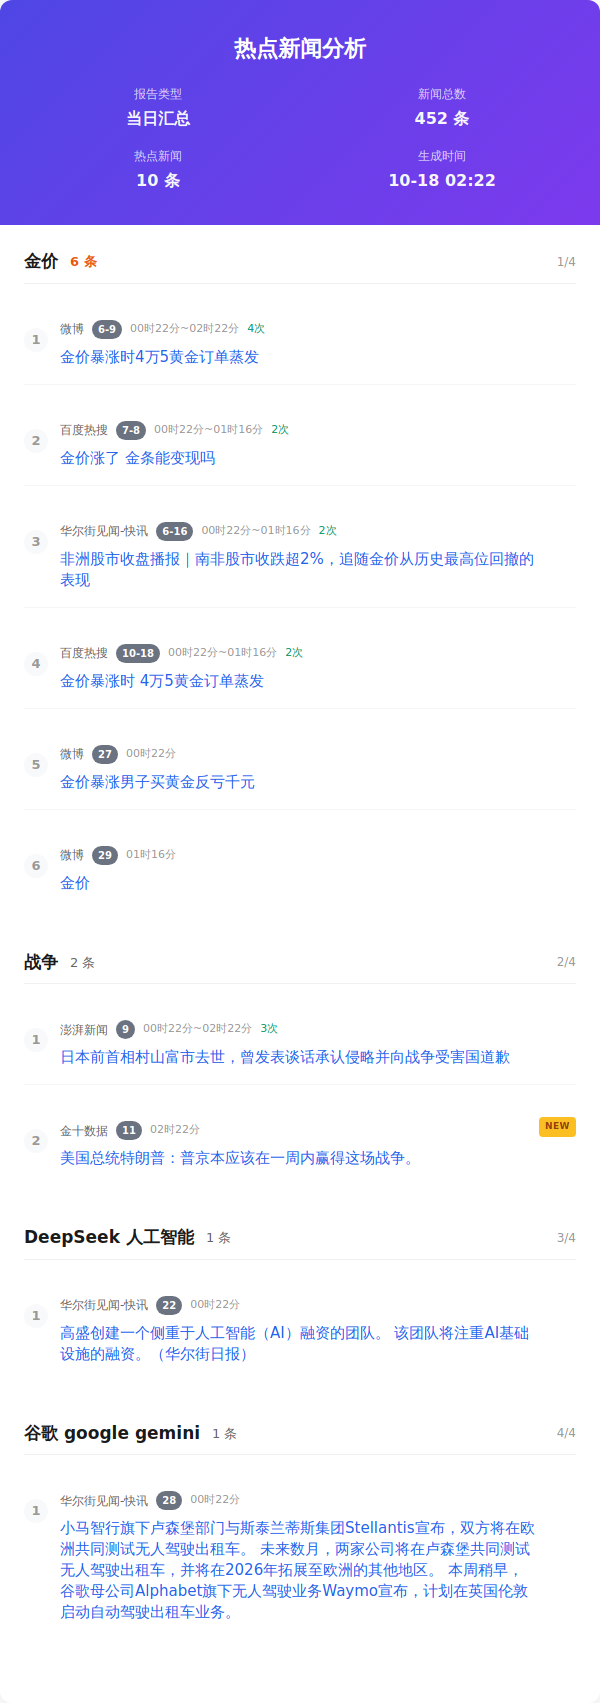 热点新闻分析
报告类型
当日汇总
新闻总数
452 条
热点新闻
10 条
生成时间
10-18 02:22
金价 6 条 1/4
1
微博 6-9 00时22分~02时22分 4次
金价暴涨时4万5黄金订单蒸发
2
百度热搜 7-8 00时22分~01时16分 2次
金价涨了 金条能变现吗
3
华尔街见闻-快讯 6-16 00时22分~01时16分 2次
非洲股市收盘播报｜南非股市收跌超2%，追随金价从历史最高位回撤的
表现
4
百度热搜 10-18 00时22分~01时16分 2次
金价暴涨时 4万5黄金订单蒸发
5
微博 27 00时22分
金价暴涨男子买黄金反亏千元
6
微博 29 01时16分
金价
战争 2 条 2/4
1
澎湃新闻 9 00时22分~02时22分 3次
日本前首相村山富市去世，曾发表谈话承认侵略并向战争受害国道歉
2
金十数据 11 02时22分 NEW
美国总统特朗普：普京本应该在一周内赢得这场战争。
DeepSeek 人工智能 1 条 3/4
1
华尔街见闻-快讯 22 00时22分
高盛创建一个侧重于人工智能（AI）融资的团队。 该团队将注重AI基础
设施的融资。（华尔街日报）
谷歌 google gemini 1 条 4/4
1
华尔街见闻-快讯 28 00时22分
小马智行旗下卢森堡部门与斯泰兰蒂斯集团Stellantis宣布，双方将在欧
洲共同测试无人驾驶出租车。 未来数月，两家公司将在卢森堡共同测试
无人驾驶出租车，并将在2026年拓展至欧洲的其他地区。 本周稍早，
谷歌母公司Alphabet旗下无人驾驶业务Waymo宣布，计划在英国伦敦
启动自动驾驶出租车业务。